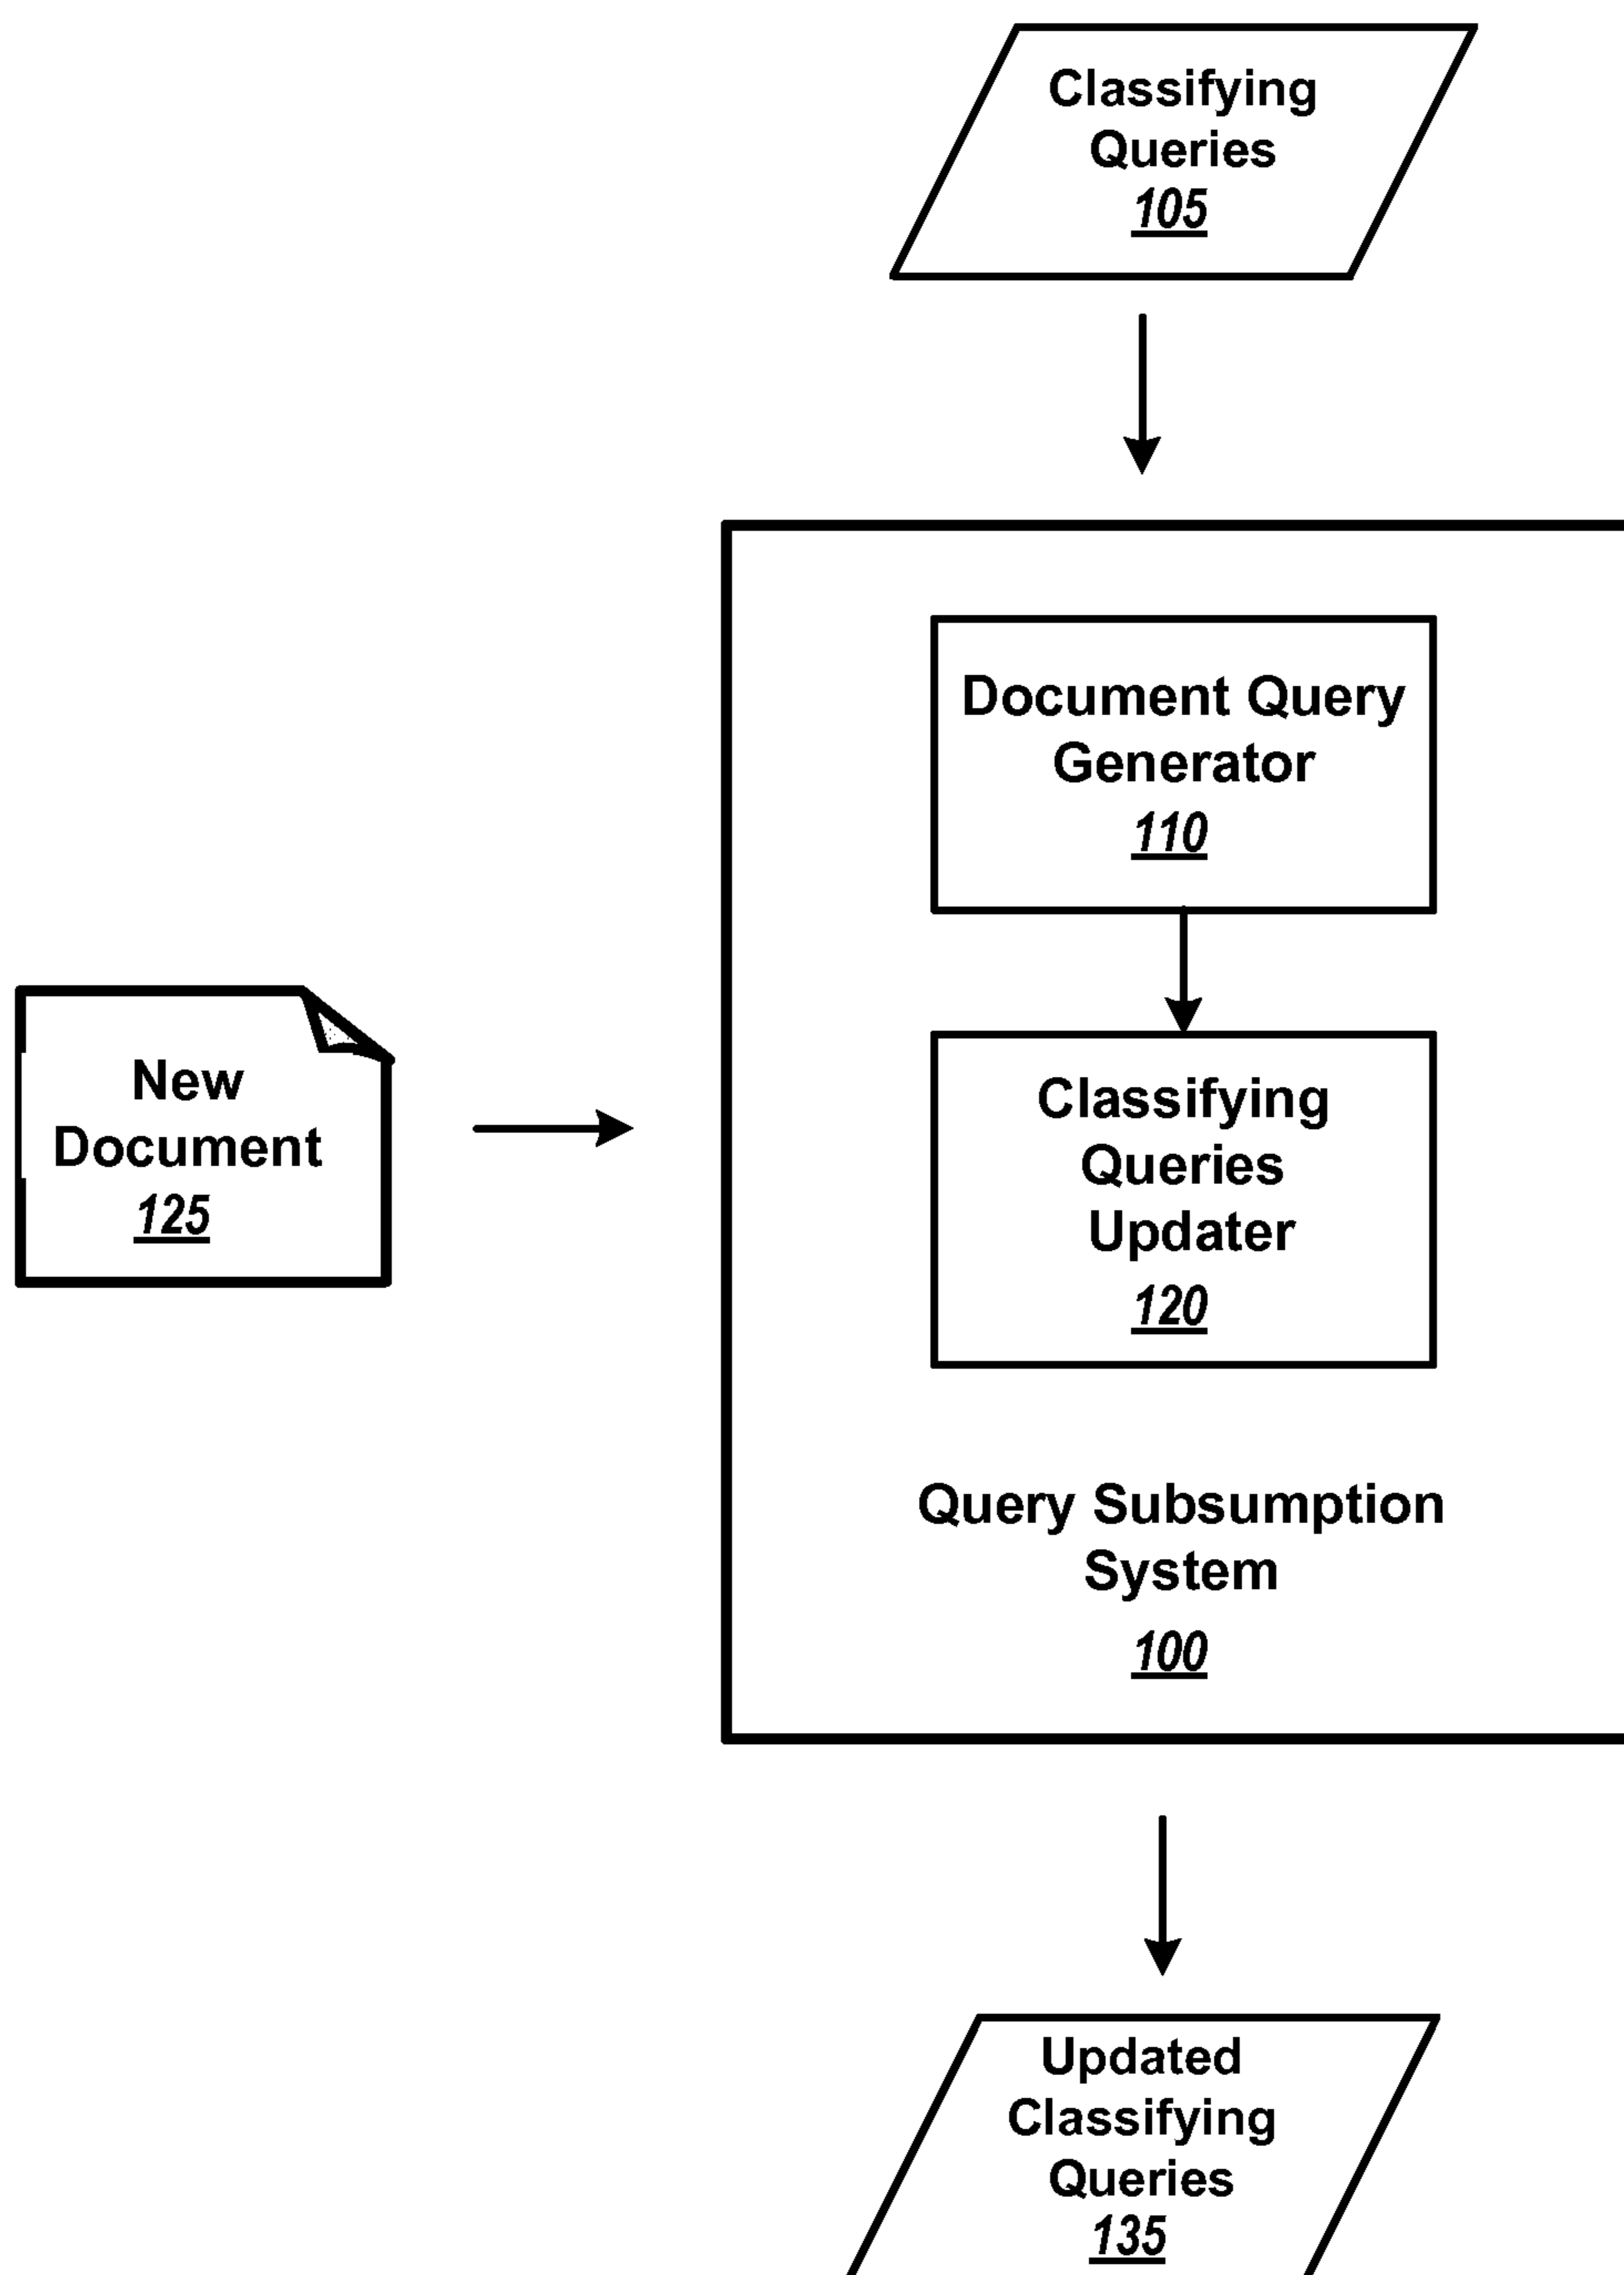 Classifying
Queries
105
Document Query
Generator
110
New
Document
125
Classifying
Queries
Updater
120
Query Subsumption
System
100
Updated
Classifying
Queries
135